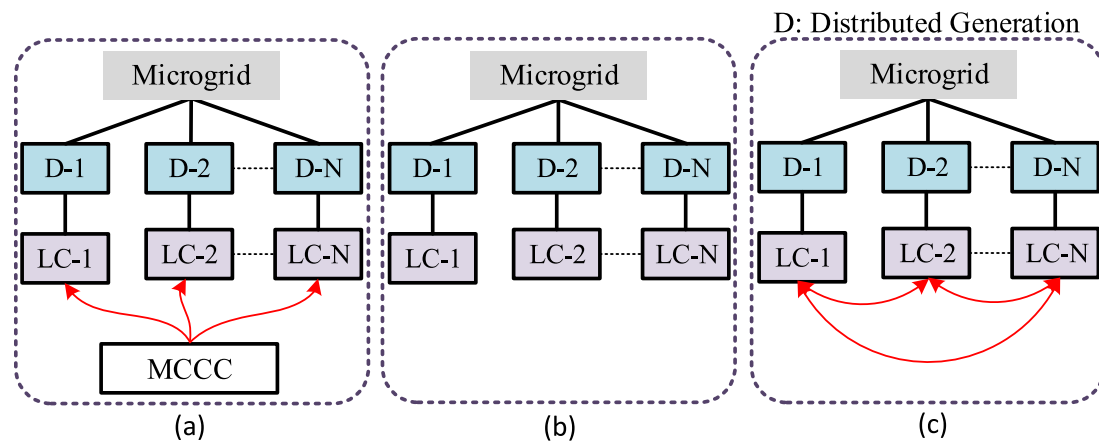 D: Distributed Generation
Microgrid
D-1
D-2
D-N
LC-1
LC-2
LC-N
MCCC
(a)
Microgrid
D-1
D-2
D-N
LC-1
LC-2
LC-N
(b)
Microgrid
D-1
D-2
D-N
LC-1
LC-2
LC-N
(c)